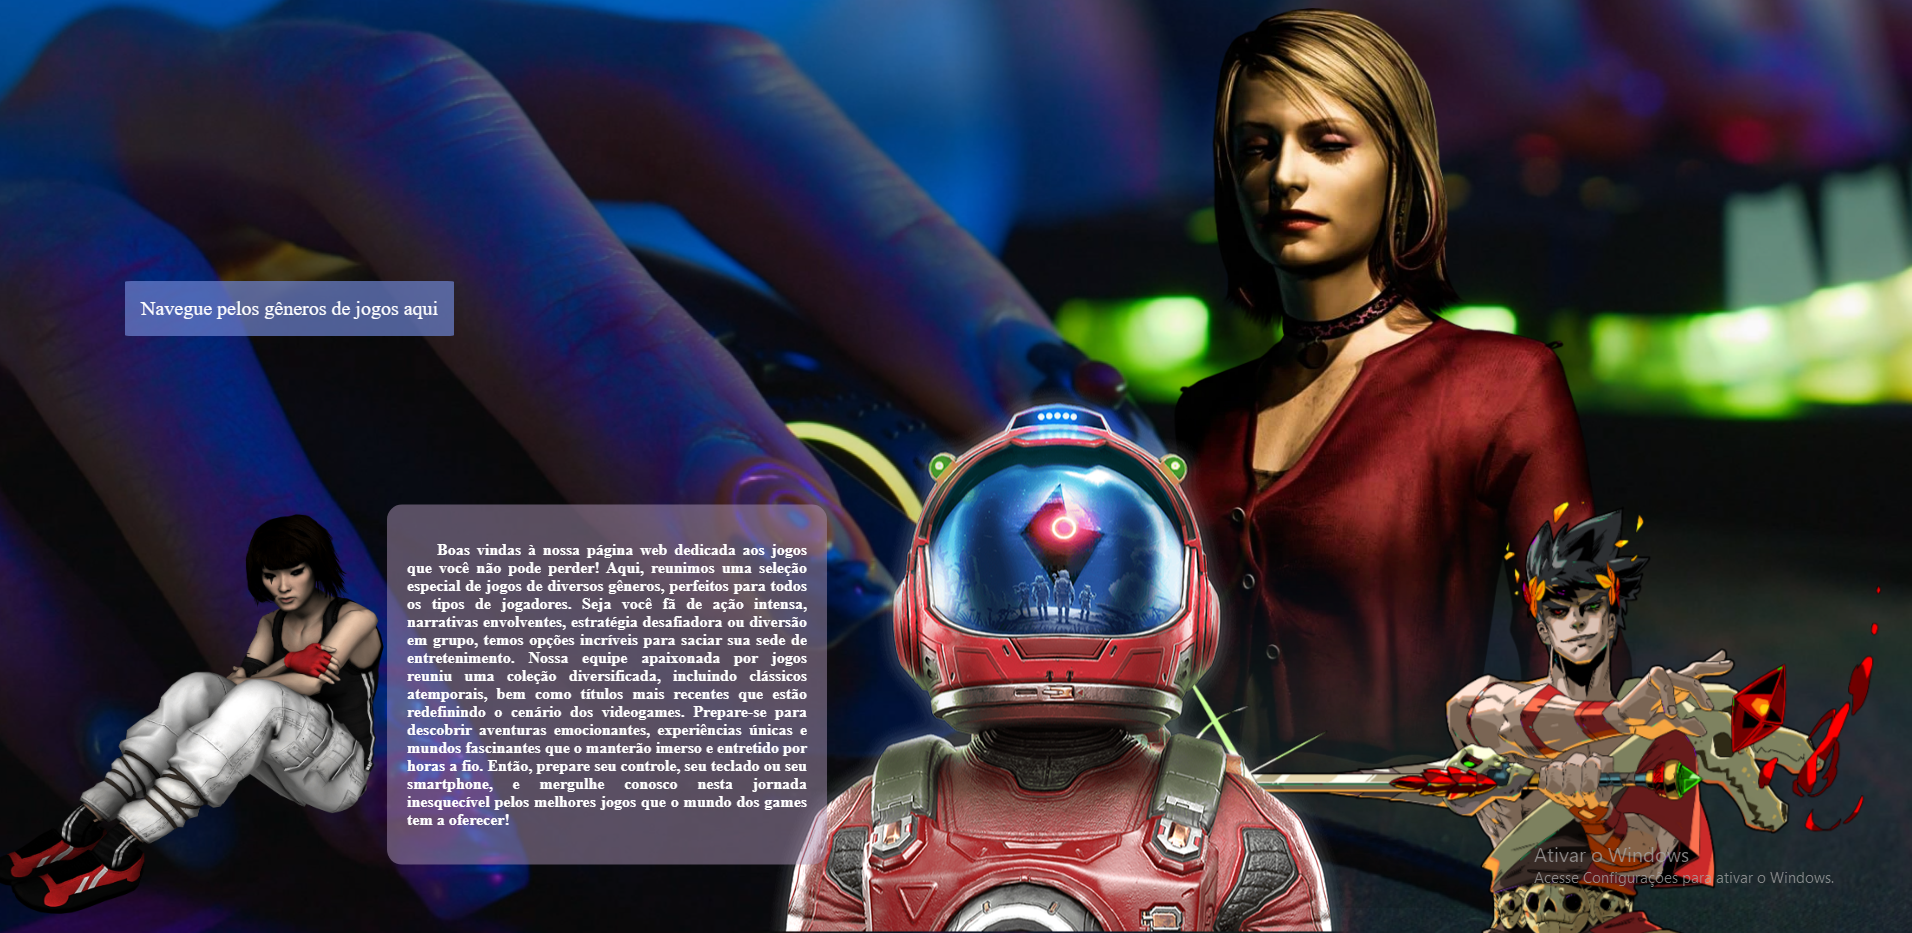 Navegue pelos gêneros de jogos aqui
Boas vindas à nossa página web dedicada aos jogos
que você não pode perder! Aqui, reunimos uma seleção
especial de jogos de diversos gêneros, perfeitos para todos
os tipos de jogadores. Seja você fã de ação intensa,
narrativas envolventes, estratégia desafiadora ou diversão
em grupo, temos opções incríveis para saciar sua sede de
entretenimento. Nossa equipe apaixonada por jogos
reuniu uma coleção diversificada, incluindo clássicos
atemporais, bem como títulos mais recentes que estão
redefinindo o cenário dos videogames. Prepare-se para
descobrir aventuras emocionantes, experiências únicas e
mundos fascinantes que o manterão imerso e entretido por
horas a fio. Então, prepare seu controle, seu teclado ou seu
smartphone, e mergulhe conosco nesta jornada
inesquecível pelos melhores jogos que o mundo dos games
tem a oferecer!
Ativar o Windows
Acesse Configurações para ativar o Windows.